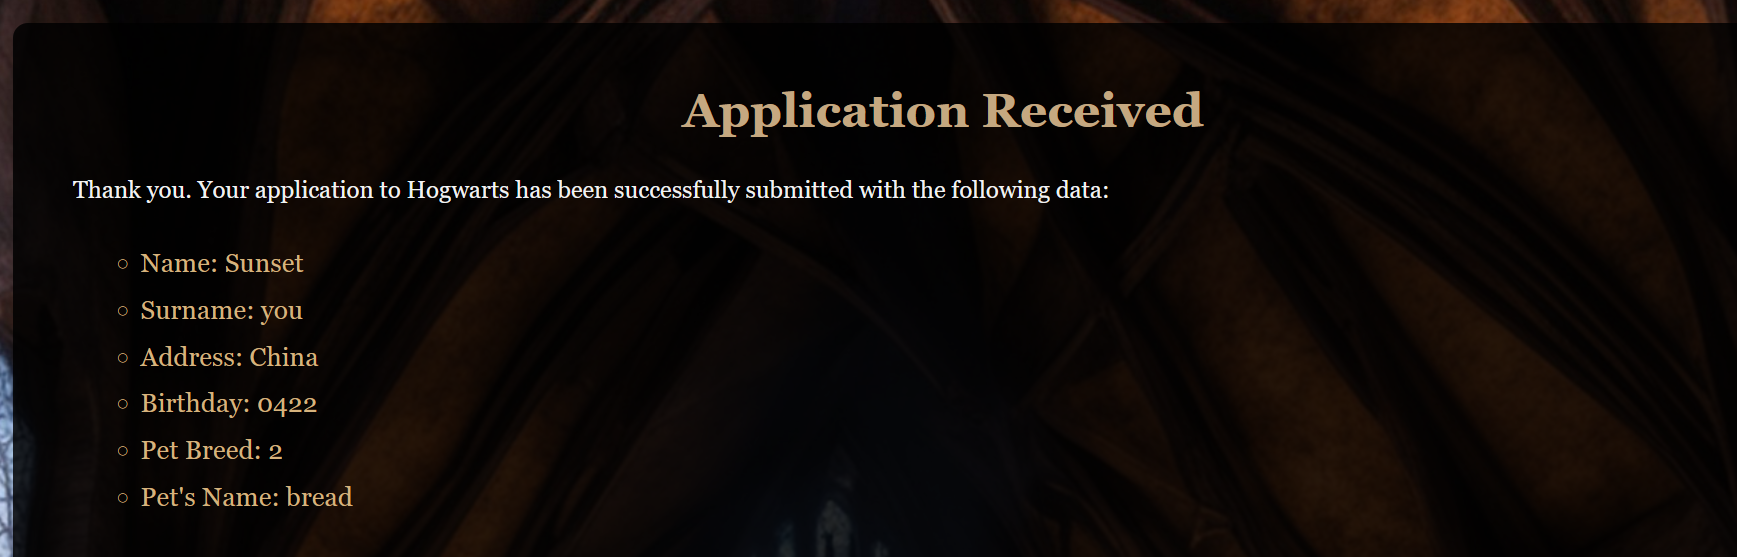 Application Received
Thank you. Your application to Hogwarts has been successfully submitted with the following data:
Name: Sunset
Surname: you
Address: China
Birthday: 0422
Pet Breed: 2
Pet's Name: bread